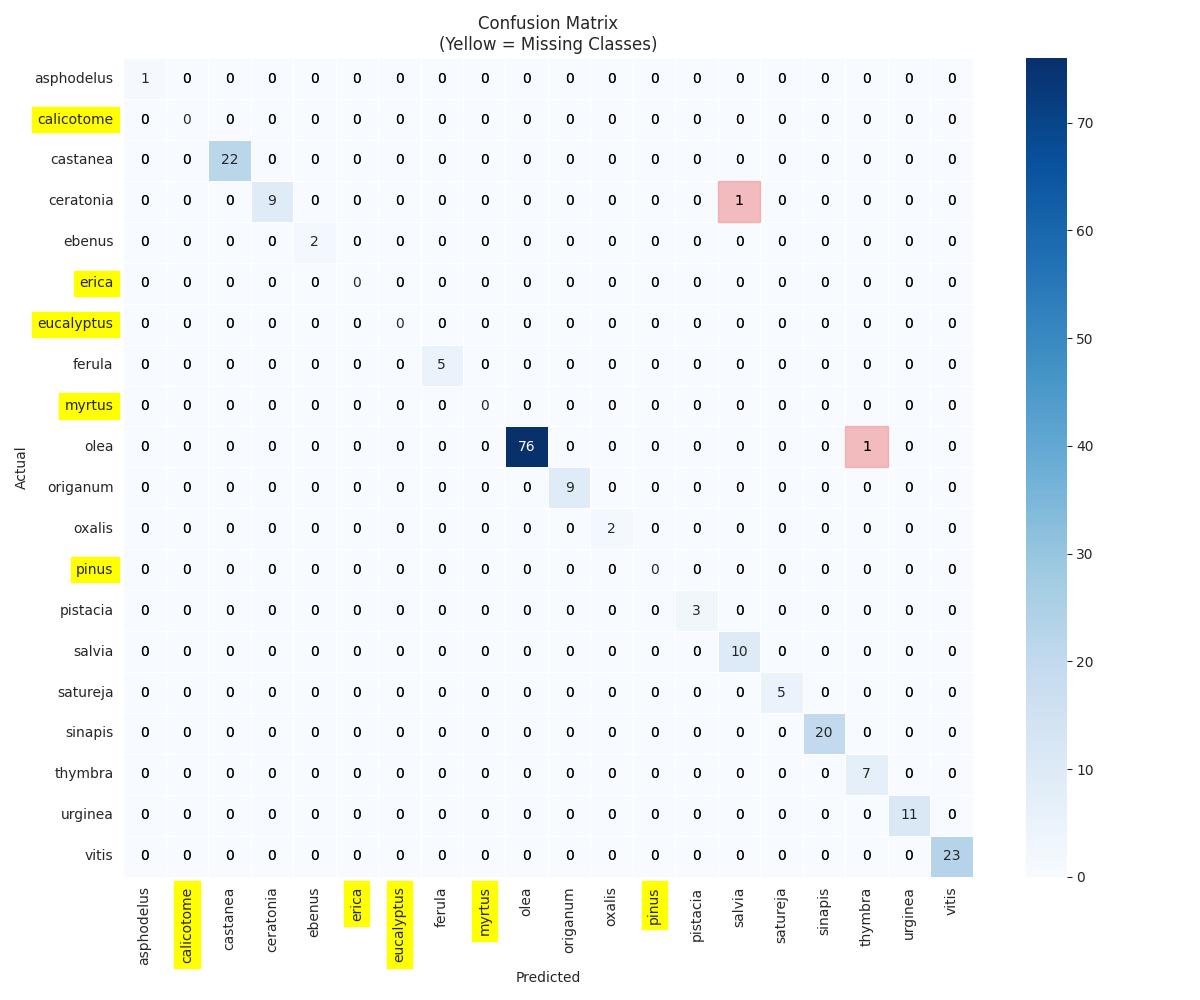 Confusion Matrix
(Yellow = Missing Classes)
asphodelus 1 0 0 0 0 0 0 0 0 0 0 0 0 0 0 0 0 0 0 0
calicotome 0 0 0 0 0 0 0 0 0 0 0 0 0 0 0 0 0 0 0 0
castanea 0 0 22 0 0 0 0 0 0 0 0 0 0 0 0 0 0 0 0 0
ceratonia 0 0 0 9 0 0 0 0 0 0 0 0 0 0 1 0 0 0 0 0
ebenus 0 0 0 0 2 0 0 0 0 0 0 0 0 0 0 0 0 0 0 0
erica 0 0 0 0 0 0 0 0 0 0 0 0 0 0 0 0 0 0 0 0
eucalyptus 0 0 0 0 0 0 0 0 0 0 0 0 0 0 0 0 0 0 0 0
ferula 0 0 0 0 0 0 0 5 0 0 0 0 0 0 0 0 0 0 0 0
myrtus 0 0 0 0 0 0 0 0 0 0 0 0 0 0 0 0 0 0 0 0
olea 0 0 0 0 0 0 0 0 0 76 0 0 0 0 0 0 0 1 0 0
origanum 0 0 0 0 0 0 0 0 0 0 9 0 0 0 0 0 0 0 0 0
oxalis 0 0 0 0 0 0 0 0 0 0 0 2 0 0 0 0 0 0 0 0
pinus 0 0 0 0 0 0 0 0 0 0 0 0 0 0 0 0 0 0 0 0
pistacia 0 0 0 0 0 0 0 0 0 0 0 0 0 3 0 0 0 0 0 0
salvia 0 0 0 0 0 0 0 0 0 0 0 0 0 0 10 0 0 0 0 0
satureja 0 0 0 0 0 0 0 0 0 0 0 0 0 0 0 5 0 0 0 0
sinapis 0 0 0 0 0 0 0 0 0 0 0 0 0 0 0 0 20 0 0 0
thymbra 0 0 0 0 0 0 0 0 0 0 0 0 0 0 0 0 0 7 0 0
urginea 0 0 0 0 0 0 0 0 0 0 0 0 0 0 0 0 0 0 11 0
vitis 0 0 0 0 0 0 0 0 0 0 0 0 0 0 0 0 0 0 0 23
Actual
asphodelus calicotome castanea ceratonia ebenus erica eucalyptus ferula myrtus olea origanum oxalis pinus pistacia salvia satureja sinapis thymbra urginea vitis
Predicted
70
60
50
40
30
20
10
0